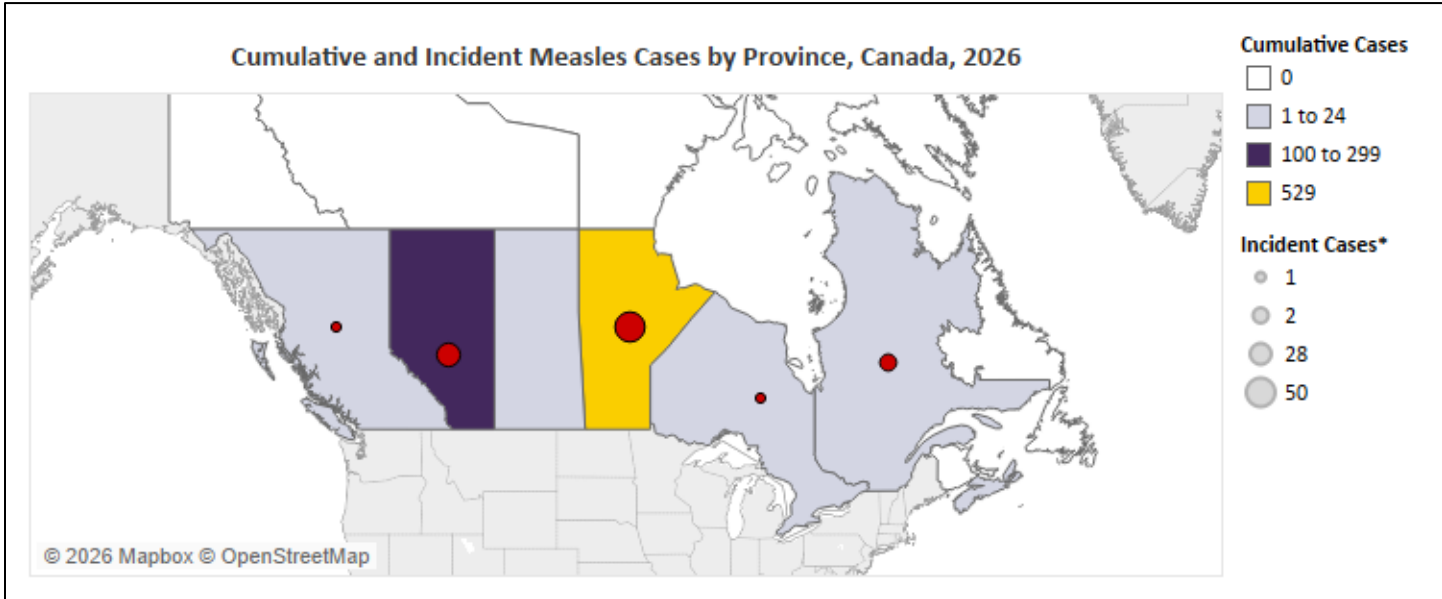 Cumulative and Incident Measles Cases by Province, Canada, 2026
Cumulative Cases
0
1 to 24
100 to 299
529
Incident Cases*
1
2
28
50
© 2026 Mapbox © OpenStreetMap